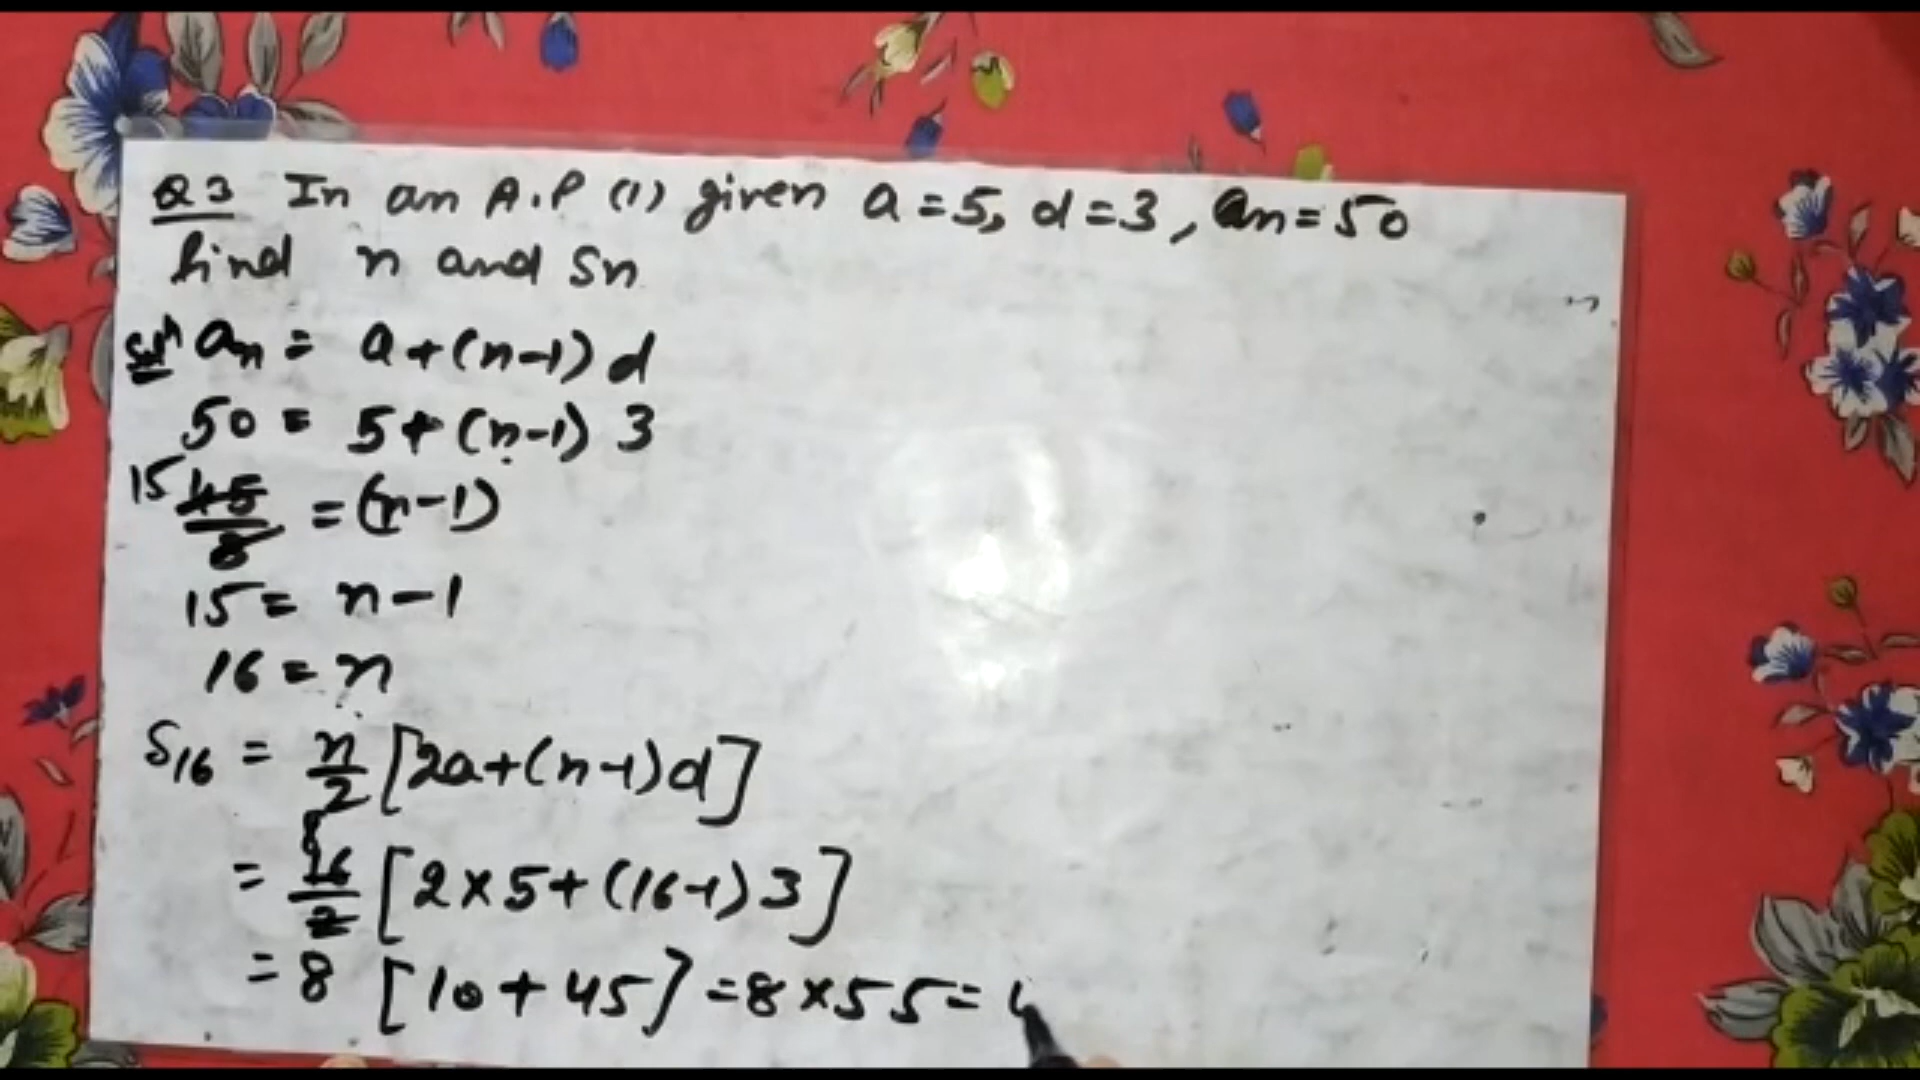 Q3 In an A.P (1) given a=5, d=3, an=50
find n and Sn
Solⁿ an = a+(n-1)d
50 = 5+(n-1) 3
15 45/3 = (n-1)
15 = n-1
16 = n
S16 = n/2 [2a+(n-1)d]
= 8 16/2 [2×5+(16-1)3]
= 8 [10+45] = 8×55 =